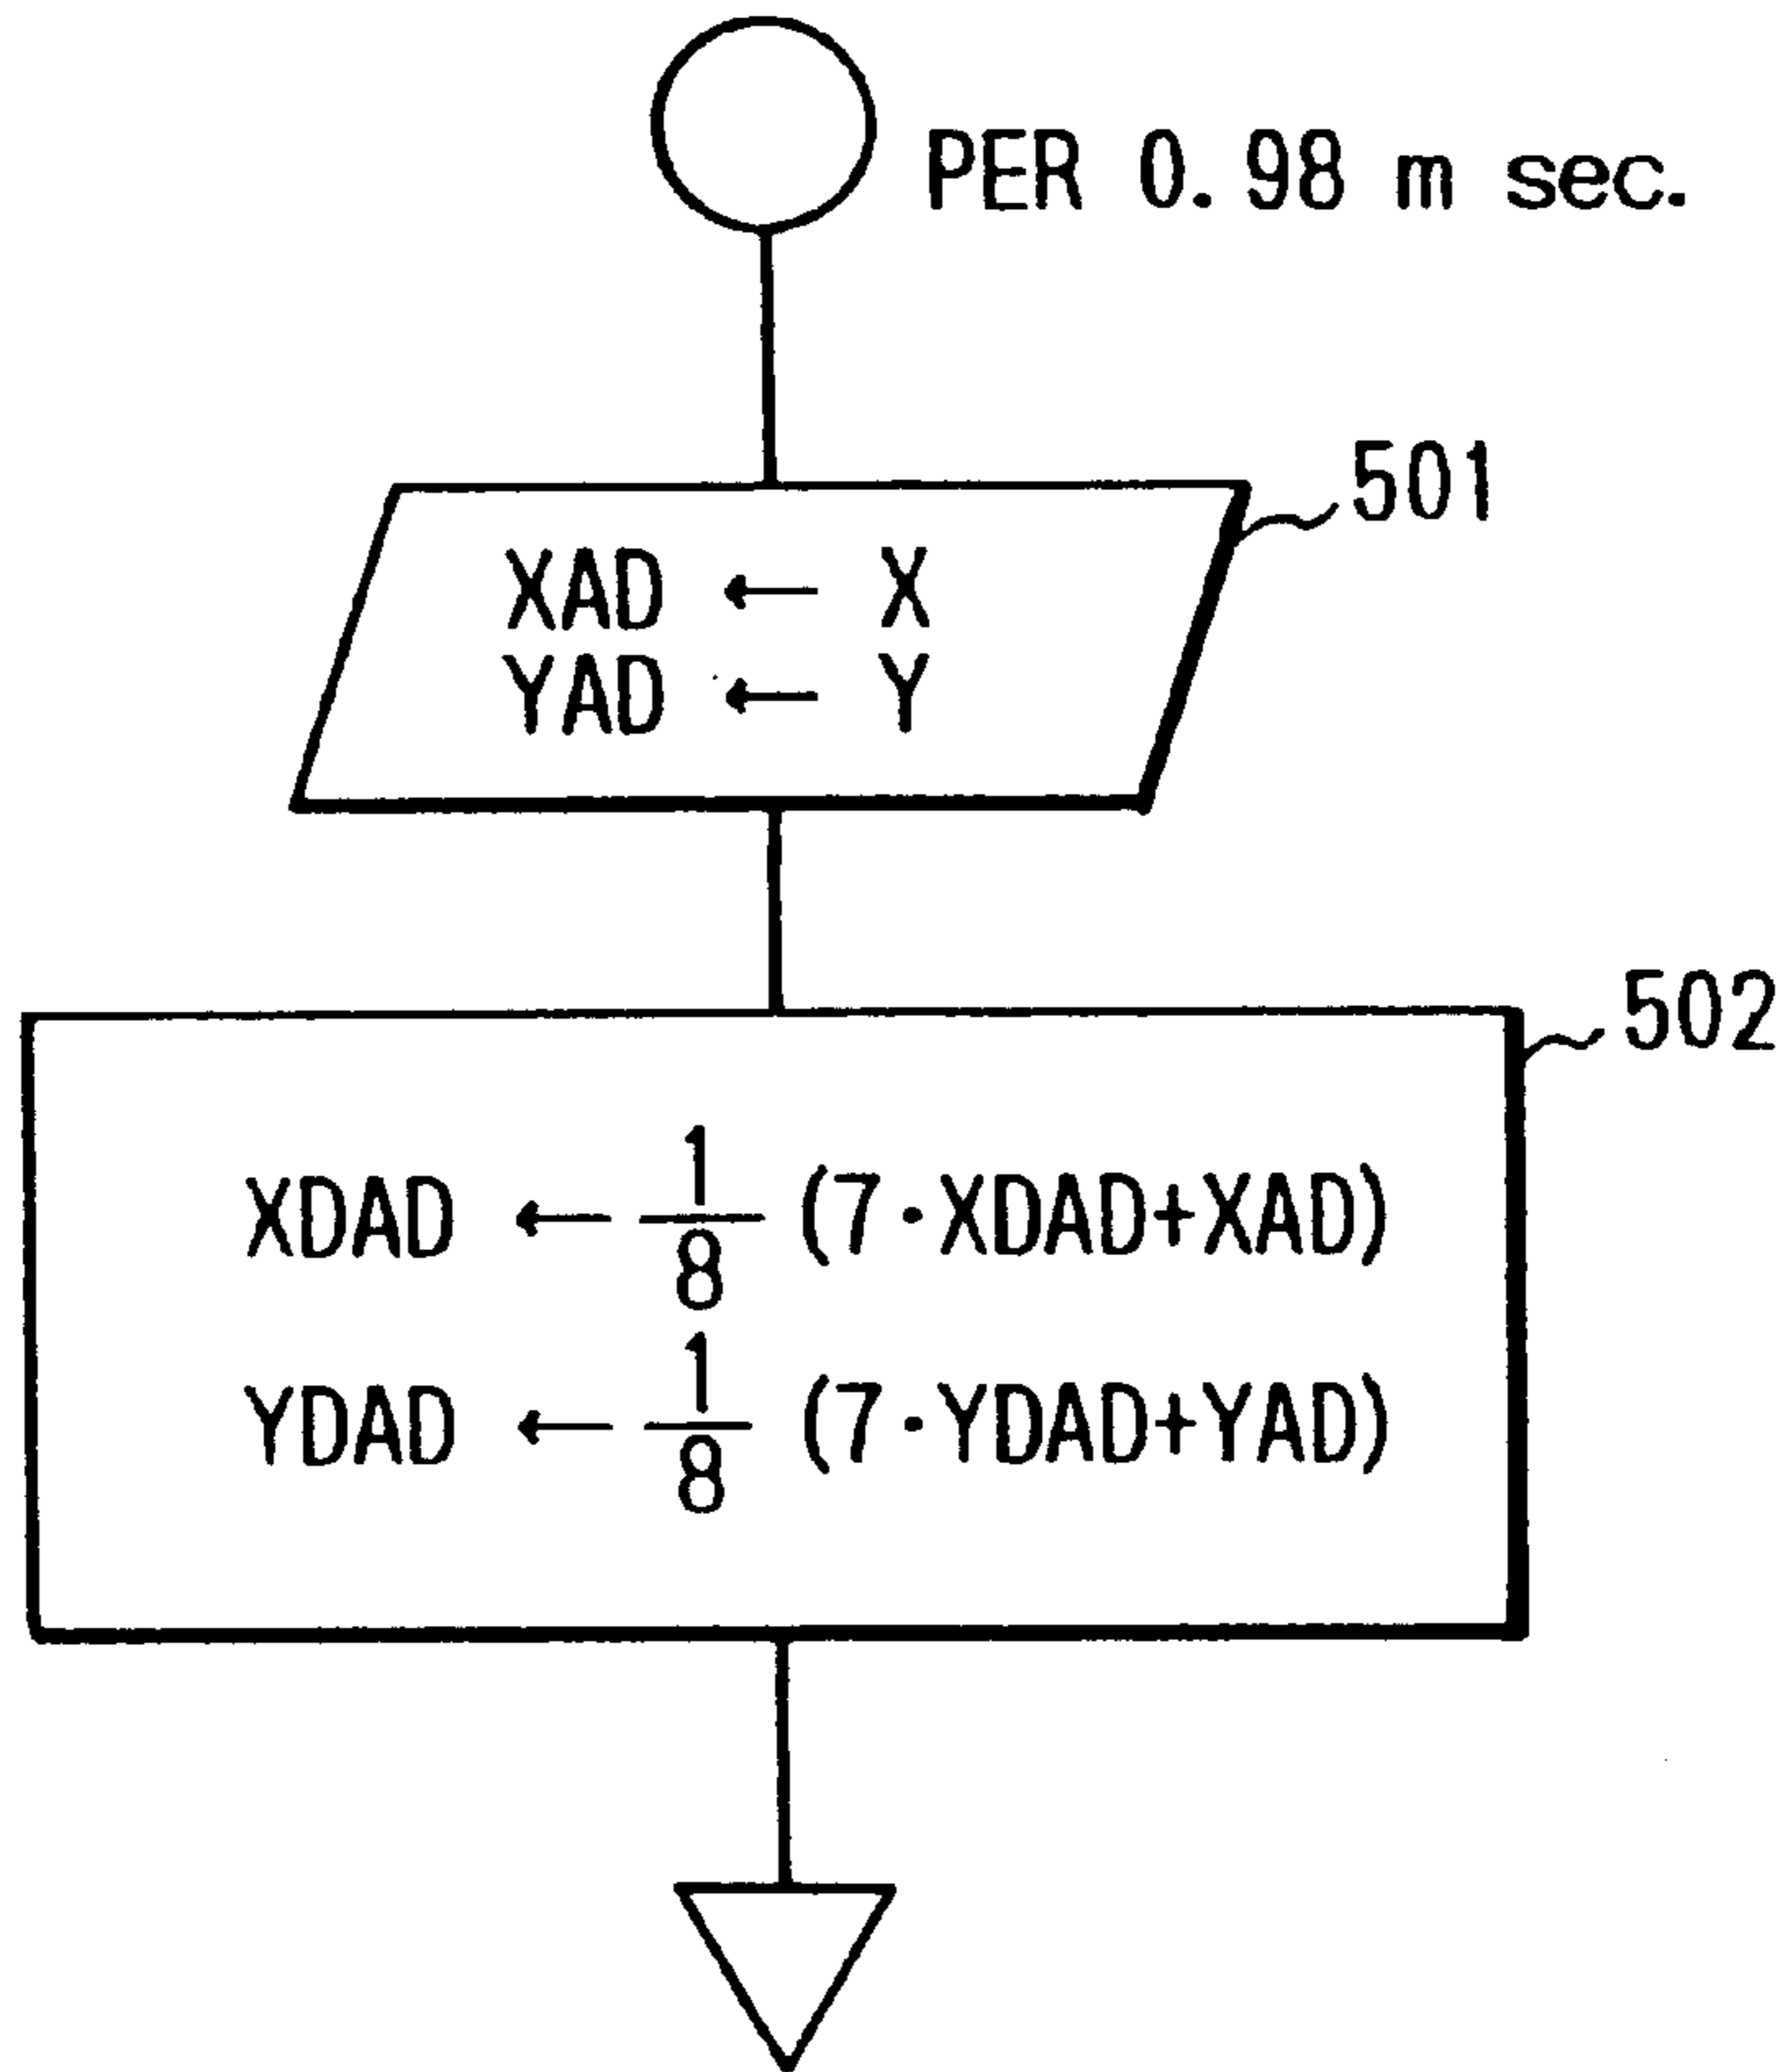 PER 0.98 m sec.
501
XAD ← X
YAD ← Y
502
XDAD ← 1/8 (7·XDAD+XAD)
YDAD ← 1/8 (7·YDAD+YAD)